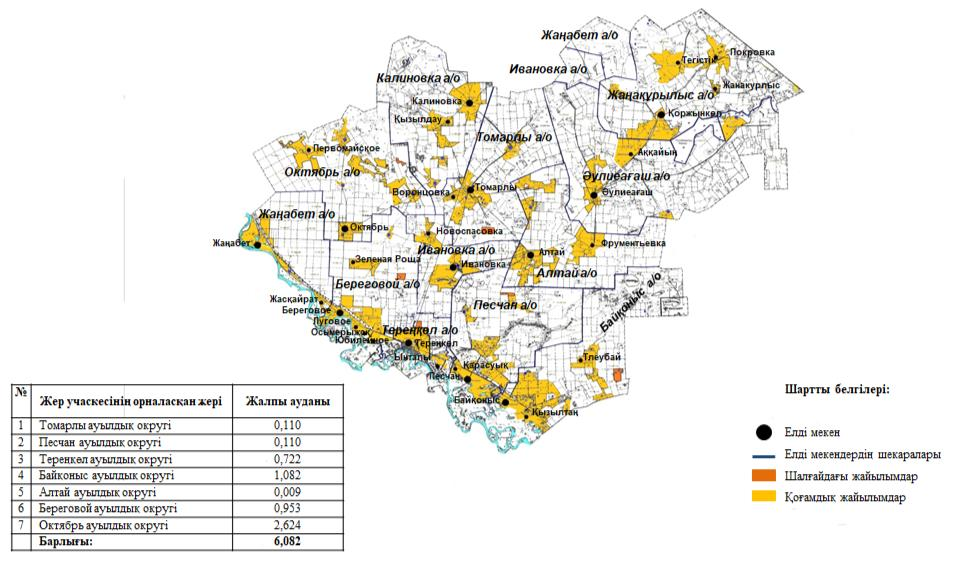 Жаңабет а/о
Покровка
Тегістік
Ивановка а/о
Калиновка а/о
Жаңакұрылыс а/о
Жанакурлыс
Калиновка
Қызылдау
Қоржынкөл
Томарлы а/о
Первомайское
Аққайың
Октябрь а/о
Әулиеағаш а/о
Воронцовка
Томарлы
Әулиеағаш
Жаңабет а/о
Октябрь
Новоспасовка
Жаңабет
Фрументьевка
Ивановка а/о
Алтай
Зеленая Роща
Ивановка
Алтай а/о
Береговой а/о
Байқоныс а/о
Жасқайрат
Песчан а/о
Береговое
Луговое
Осьмерыжск
Теренкөл а/о
Юбилейное
Теренкөл
Ынталы
Тлеубай
Қарасуық
Песчан
Байқоныс
Қызылтаң
№ Жер учаскесінің орналасқан жері Жалпы ауданы
1 Томарлы ауылдық округі 0,110
2 Песчан ауылдық округі 0,110
3 Теренкөл ауылдық округі 0,722
4 Байконыс ауылдық округі 1,082
5 Алтай ауылдық округі 0,009
6 Береговой ауылдық округі 0,953
7 Октябрь ауылдық округі 2,624
Барлығы: 6,082
Шартты белгілері:
Елді мекен
Елді мекендердін шекаралары
Шалғайдағы жайылымдар
Қоғамдық жайылымдар